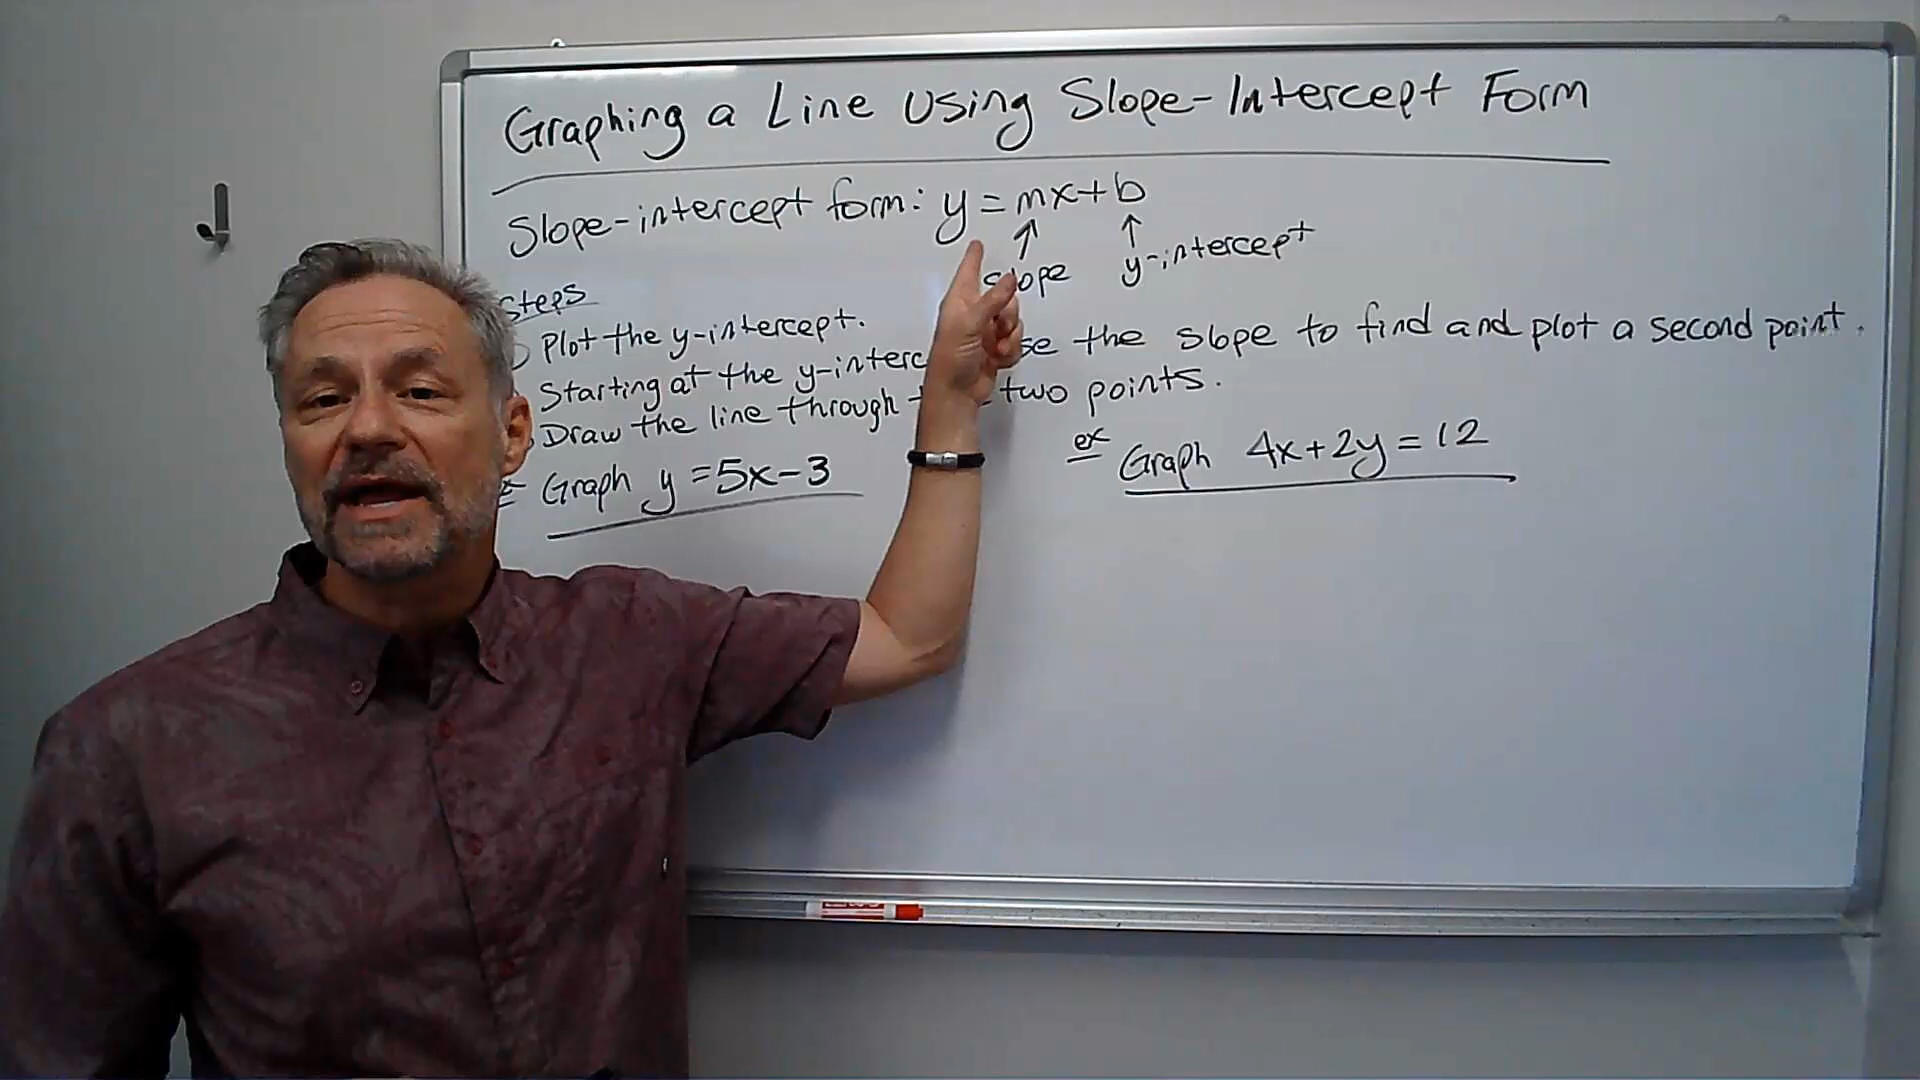 Graphing a Line Using Slope-Intercept Form
Slope-intercept form: y = mx + b
slope y-intercept
Steps
Plot the y-intercept.
Starting at the y-interc se the slope to find and plot a second point.
Draw the line through two points.
Graph y = 5x - 3
ex Graph 4x + 2y = 12